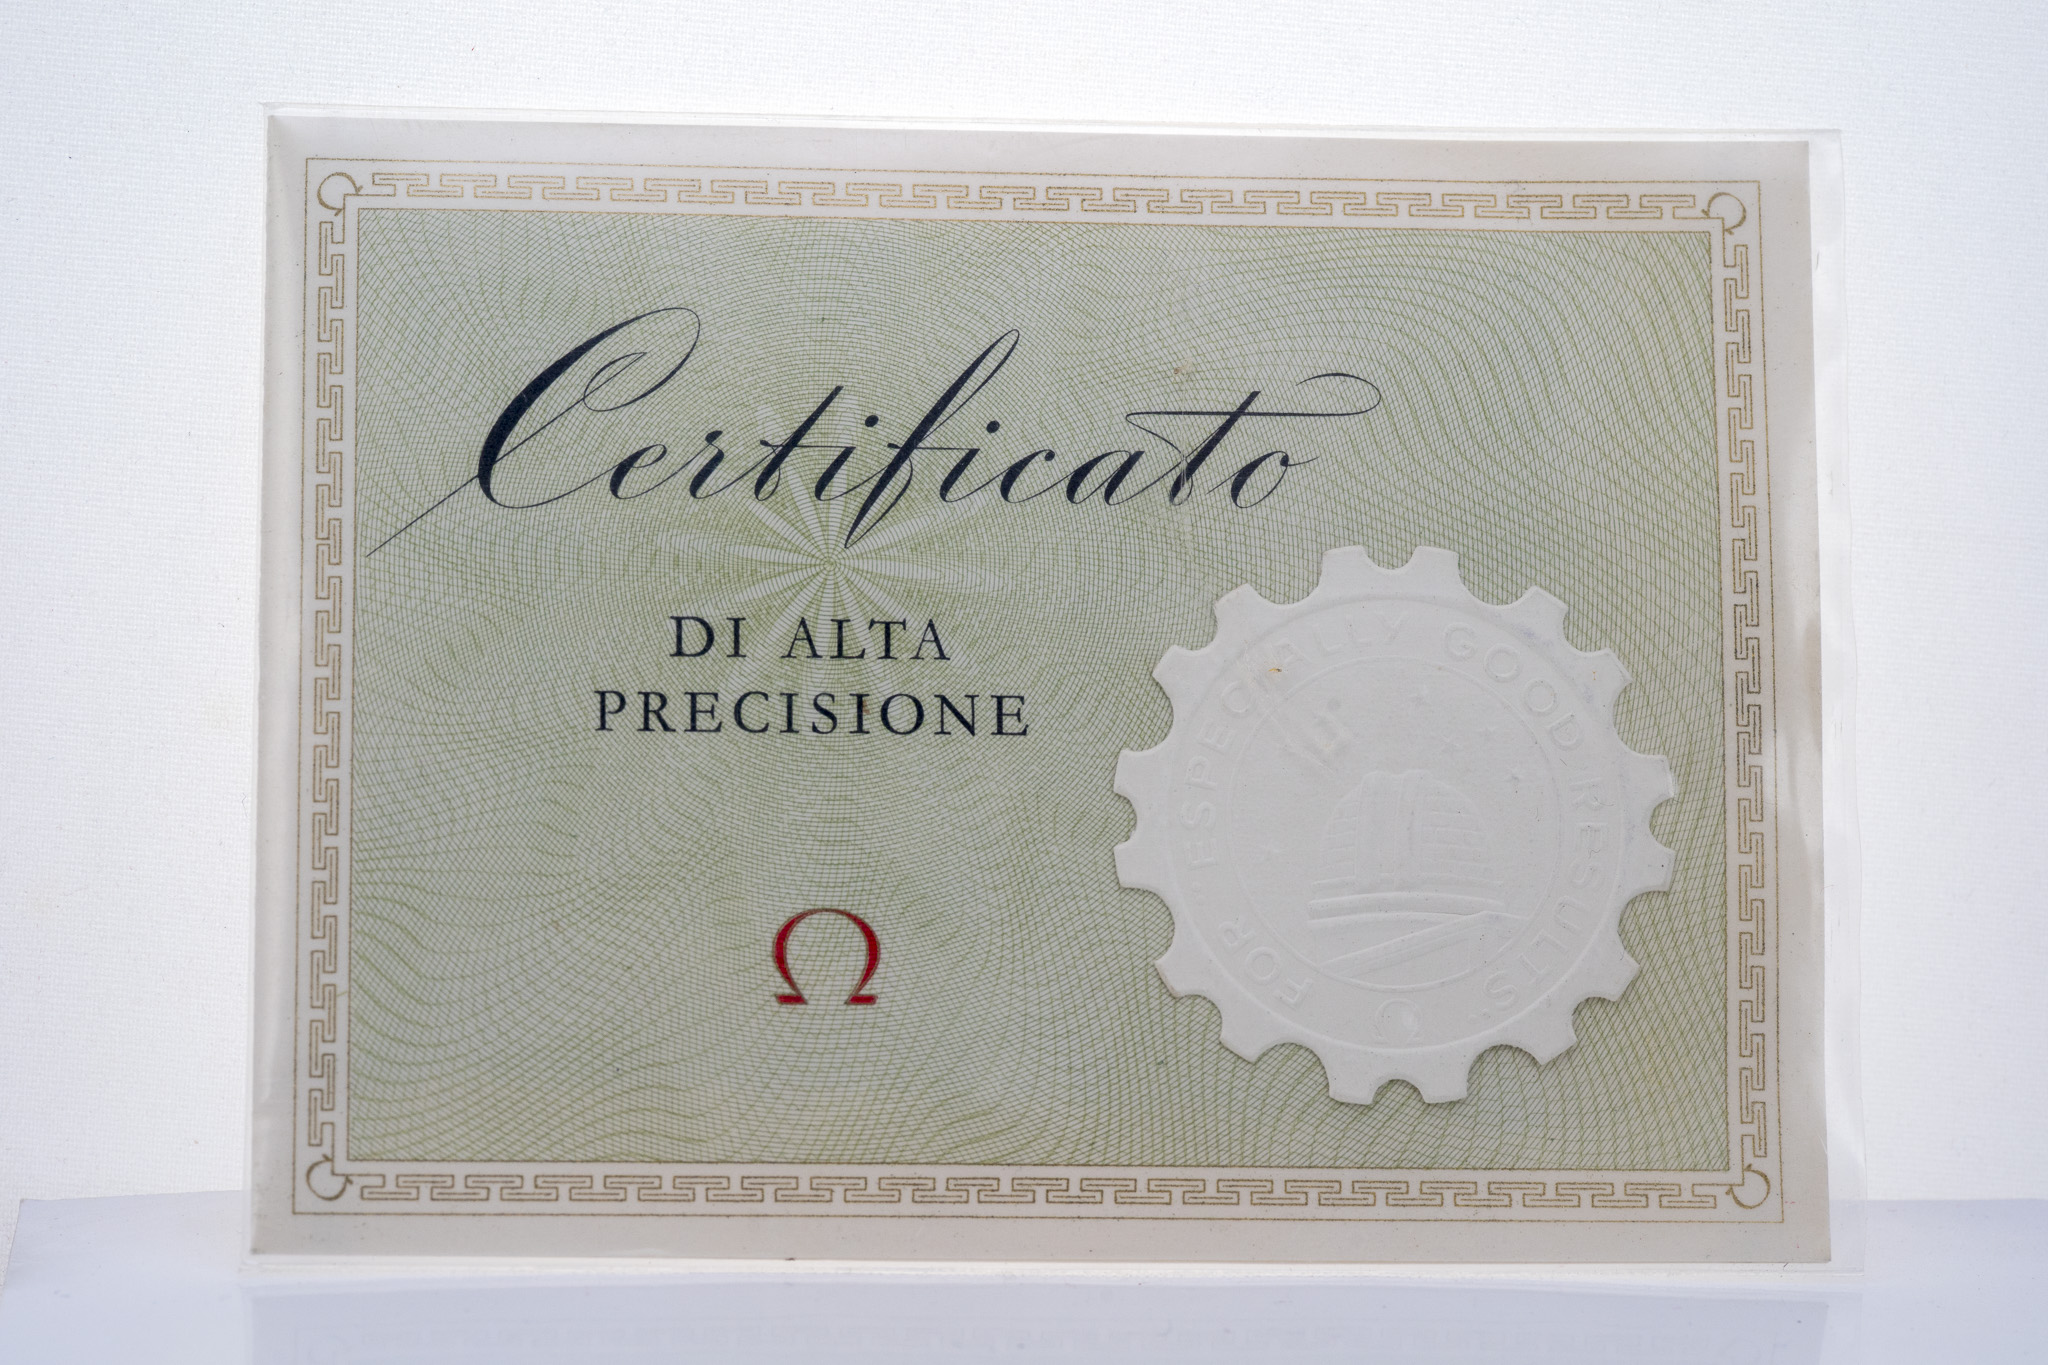 Certificato
DI ALTA
PRECISIONE
Ω
FOR "ESPECIALLY GOOD RESULTS"
Ω